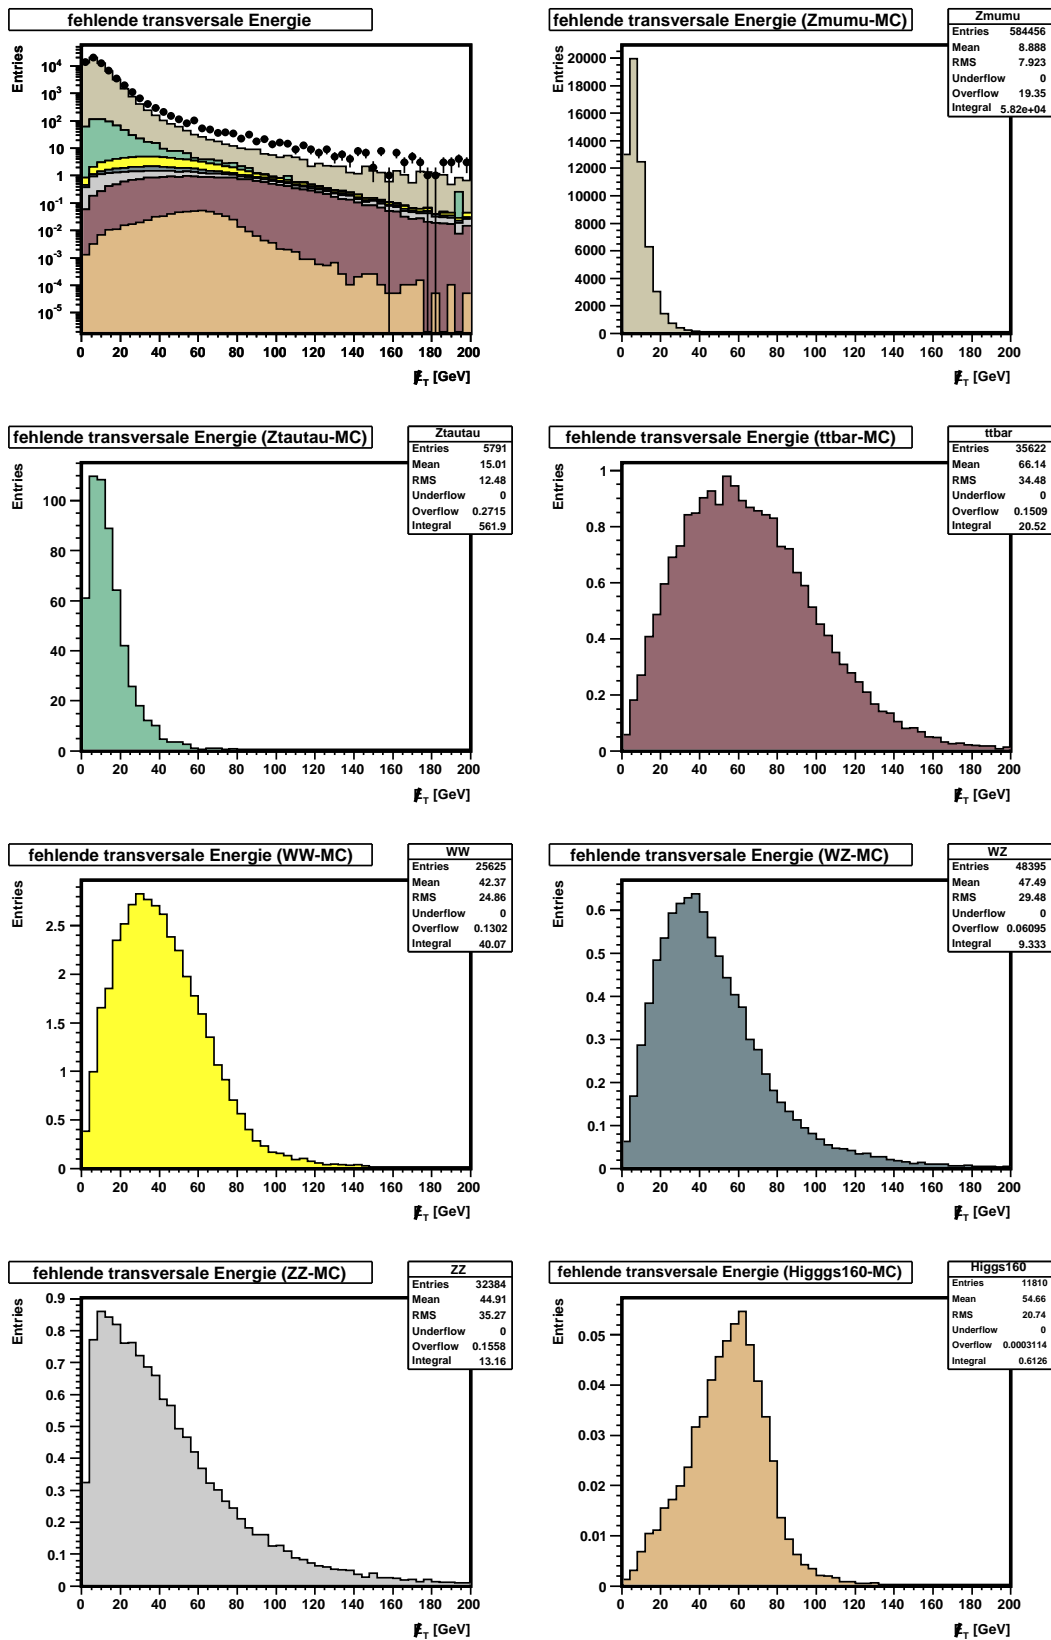 fehlende transversale Energie
Entries
10⁴
10³
10²
10
1
10⁻¹
10⁻²
10⁻³
10⁻⁴
10⁻⁵
0 20 40 60 80 100 120 140 160 180 200
E̸_T [GeV]
fehlende transversale Energie (Zmumu-MC)
Zmumu
Entries 584456
Mean 8.888
RMS 7.923
Underflow 0
Overflow 19.35
Integral 5.82e+04
Entries
20000
18000
16000
14000
12000
10000
8000
6000
4000
2000
0
0 20 40 60 80 100 120 140 160 180 200
E̸_T [GeV]
fehlende transversale Energie (Ztautau-MC)
Ztautau
Entries 5791
Mean 15.01
RMS 12.48
Underflow 0
Overflow 0.2715
Integral 561.9
Entries
100
80
60
40
20
0
0 20 40 60 80 100 120 140 160 180 200
E̸_T [GeV]
fehlende transversale Energie (ttbar-MC)
ttbar
Entries 35622
Mean 66.14
RMS 34.48
Underflow 0
Overflow 0.1509
Integral 20.52
Entries
1
0.8
0.6
0.4
0.2
0
0 20 40 60 80 100 120 140 160 180 200
E̸_T [GeV]
fehlende transversale Energie (WW-MC)
WW
Entries 25625
Mean 42.37
RMS 24.86
Underflow 0
Overflow 0.1302
Integral 40.07
Entries
2.5
2
1.5
1
0.5
0
0 20 40 60 80 100 120 140 160 180 200
E̸_T [GeV]
fehlende transversale Energie (WZ-MC)
WZ
Entries 48395
Mean 47.49
RMS 29.48
Underflow 0
Overflow 0.06095
Integral 9.333
Entries
0.6
0.5
0.4
0.3
0.2
0.1
0
0 20 40 60 80 100 120 140 160 180 200
E̸_T [GeV]
fehlende transversale Energie (ZZ-MC)
ZZ
Entries 32384
Mean 44.91
RMS 35.27
Underflow 0
Overflow 0.1558
Integral 13.16
Entries
0.9
0.8
0.7
0.6
0.5
0.4
0.3
0.2
0.1
0
0 20 40 60 80 100 120 140 160 180 200
E̸_T [GeV]
fehlende transversale Energie (Higggs160-MC)
Higgs160
Entries 11810
Mean 54.66
RMS 20.74
Underflow 0
Overflow 0.0003114
Integral 0.6126
Entries
0.05
0.04
0.03
0.02
0.01
0
0 20 40 60 80 100 120 140 160 180 200
E̸_T [GeV]